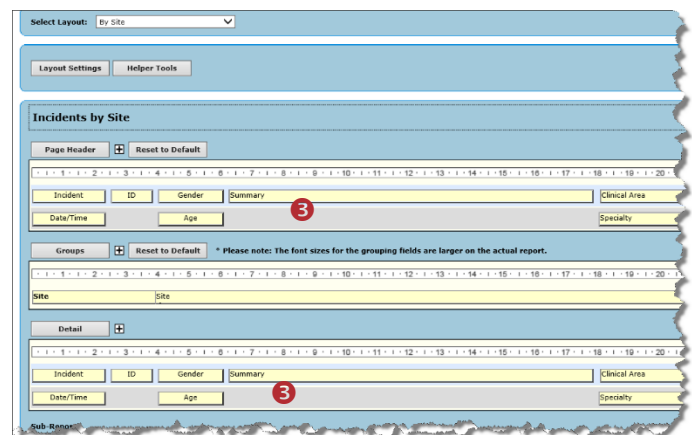 Select Layout: By Site
Layout Settings Helper Tools
Incidents by Site
Page Header Reset to Default
1 2 3 4 5 6 7 8 9 10 11 12 13 14 15 16 17 18 19 20
Incident ID Gender Summary Clinical Area
3
Date/Time Age Specialty
Groups Reset to Default * Please note: The font sizes for the grouping fields are larger on the actual report.
1 2 3 4 5 6 7 8 9 10 11 12 13 14 15 16 17 18 19 20
Site Site
Detail
1 2 3 4 5 6 7 8 9 10 11 12 13 14 15 16 17 18 19 20
Incident ID Gender Summary Clinical Area
Date/Time Age 3 Specialty